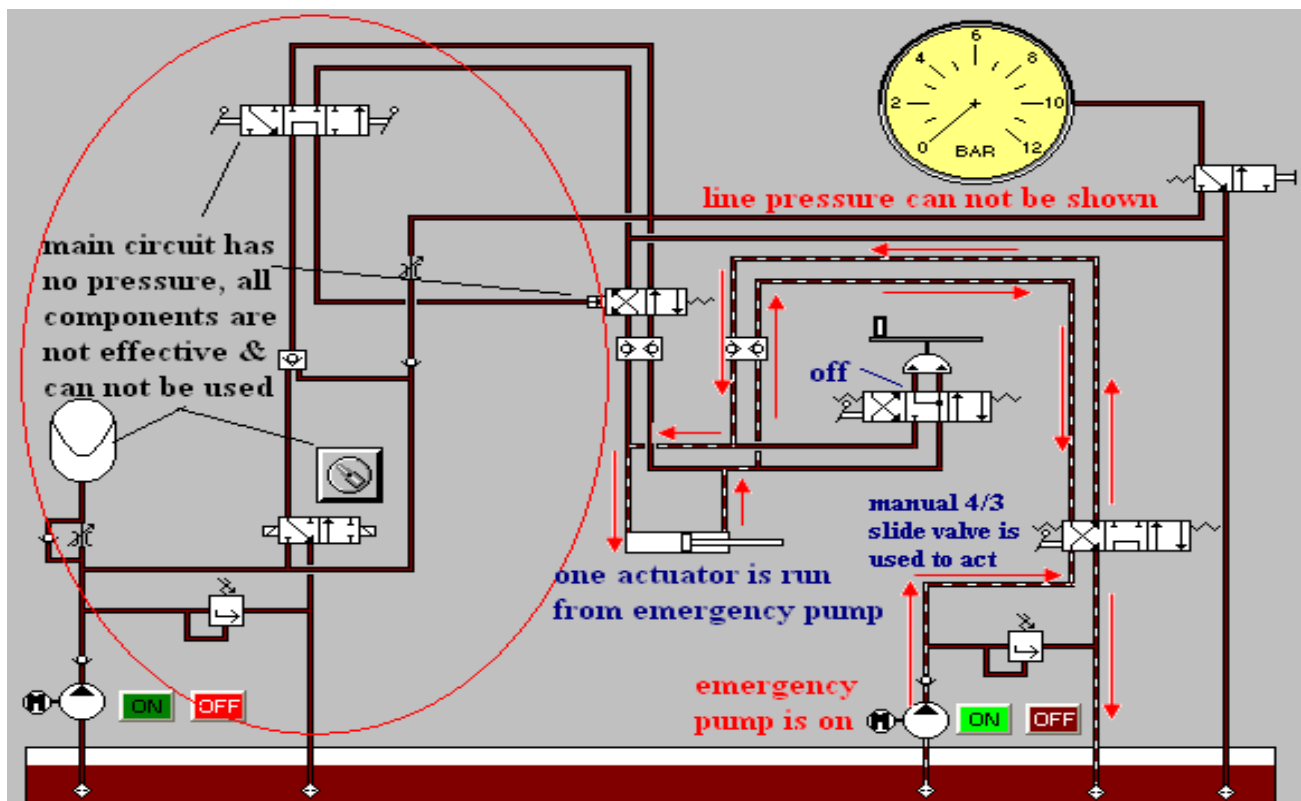 6
4
8
2
10
0
12
BAR
line pressure can not be shown
main circuit has
no pressure, all
components are
not effective &
can not be used
off
manual 4/3
slide valve is
used to act
one actuator is run
from emergency pump
emergency
pump is on
M
ON
OFF
M
ON
OFF